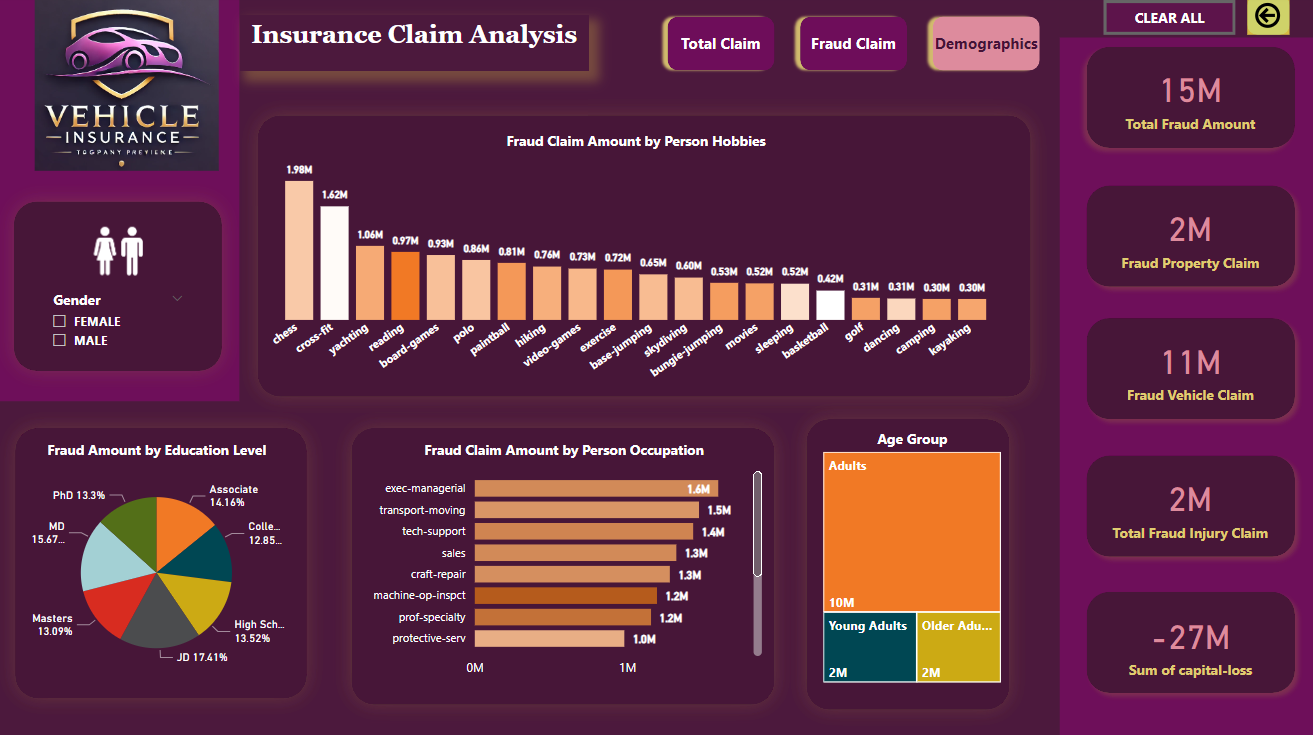 VEHICLE
INSURANCE
TGGPANY PREVIENE
Insurance Claim Analysis
Total Claim
Fraud Claim
Demographics
CLEAR ALL
Gender
FEMALE
MALE
Fraud Claim Amount by Person Hobbies
1.98M
1.62M
1.06M
0.97M
0.93M
0.86M
0.81M
0.76M
0.73M
0.72M
0.65M
0.60M
0.53M
0.52M
0.52M
0.42M
0.31M
0.31M
0.30M
0.30M
chess
cross-fit
yachting
reading
board-games
polo
paintball
hiking
video-games
exercise
base-jumping
skydiving
bungie-jumping
movies
sleeping
basketball
golf
dancing
camping
kayaking
15M
Total Fraud Amount
2M
Fraud Property Claim
11M
Fraud Vehicle Claim
2M
Total Fraud Injury Claim
-27M
Sum of capital-loss
Fraud Amount by Education Level
PhD 13.3%
Associate
14.16%
MD
15.67...
Colle...
12.85...
Masters
13.09%
High Sch...
13.52%
JD 17.41%
Fraud Claim Amount by Person Occupation
exec-managerial 1.6M
transport-moving 1.5M
tech-support 1.4M
sales 1.3M
craft-repair 1.3M
machine-op-inspct 1.2M
prof-specialty 1.2M
protective-serv 1.0M
0M 1M
Age Group
Adults
10M
Young Adults
2M
Older Adu...
2M